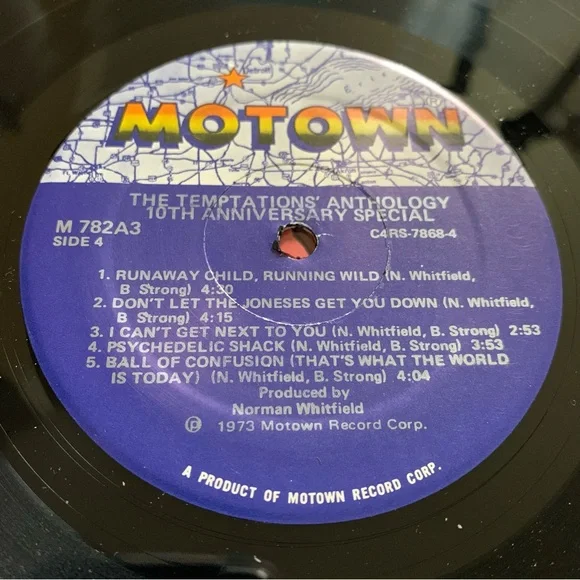 MOTOWN
THE TEMPTATIONS' ANTHOLOGY
10TH ANNIVERSARY SPECIAL
M 782A3
C4RS-7868-4
SIDE 4
1. RUNAWAY CHILD, RUNNING WILD (N. Whitfield,
B Strong) 4:30
2. DON'T LET THE JONESES GET YOU DOWN (N. Whitfield,
B Strong) 4:15
3. I CAN'T GET NEXT TO YOU (N. Whitfield, B. Strong) 2:53
4. PSYCHEDELIC SHACK (N. Whitfield, B. Strong) 3:53
5. BALL OF CONFUSION (THAT'S WHAT THE WORLD
IS TODAY) (N. Whitfield, B. Strong) 4:04
Produced by
Norman Whitfield
℗ 1973 Motown Record Corp.
A PRODUCT OF MOTOWN RECORD CORP.